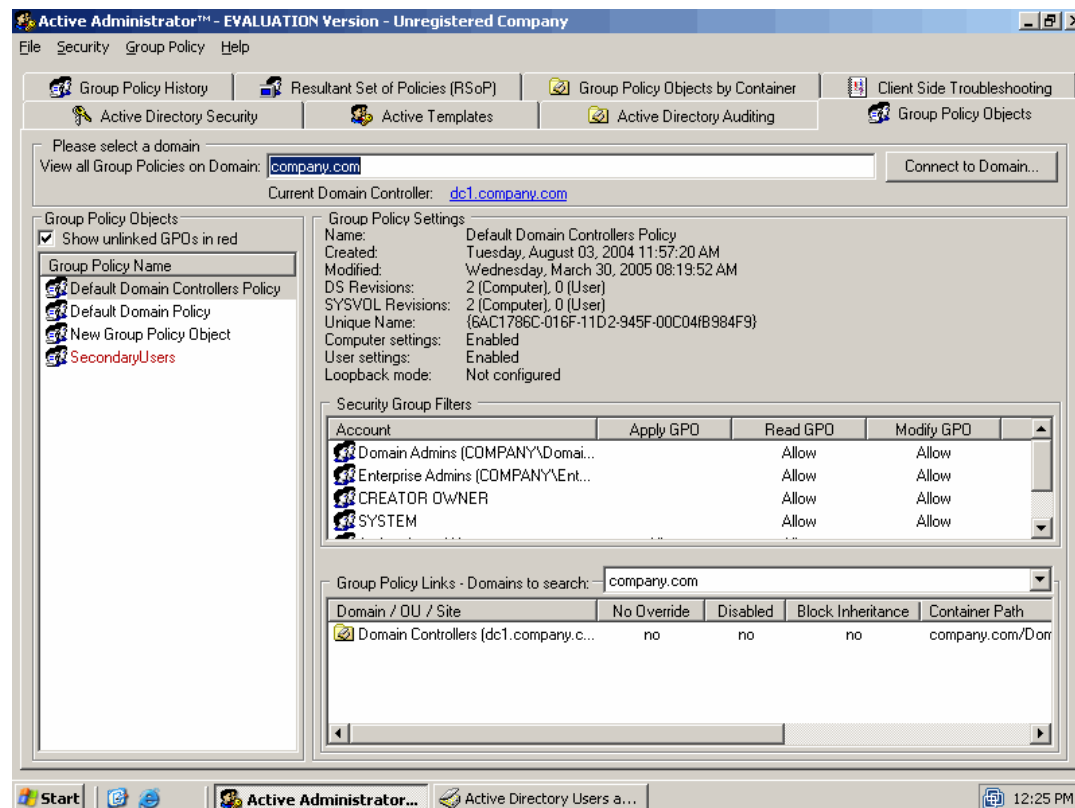 Active Administrator™ - EVALUATION Version - Unregistered Company
File Security Group Policy Help
Group Policy History Resultant Set of Policies (RSoP) Group Policy Objects by Container Client Side Troubleshooting
Active Directory Security Active Templates Active Directory Auditing Group Policy Objects
Please select a domain
View all Group Policies on Domain: company.com Connect to Domain...
Current Domain Controller: dc1.company.com
Group Policy Objects
Show unlinked GPOs in red
Group Policy Name
Default Domain Controllers Policy
Default Domain Policy
New Group Policy Object
SecondaryUsers
Group Policy Settings
Name: Default Domain Controllers Policy
Created: Tuesday, August 03, 2004 11:57:20 AM
Modified: Wednesday, March 30, 2005 08:19:52 AM
DS Revisions: 2 (Computer), 0 (User)
SYSVOL Revisions: 2 (Computer), 0 (User)
Unique Name: {6AC1786C-016F-11D2-945F-00C04fB984F9}
Computer settings: Enabled
User settings: Enabled
Loopback mode: Not configured
Security Group Filters
Account Apply GPO Read GPO Modify GPO
Domain Admins (COMPANY\Domai... Allow Allow
Enterprise Admins (COMPANY\Ent... Allow Allow
CREATOR OWNER Allow Allow
SYSTEM Allow Allow
Group Policy Links - Domains to search: company.com
Domain / OU / Site No Override Disabled Block Inheritance Container Path
Domain Controllers (dc1.company.c... no no no company.com/Dom
Start Active Administrator... Active Directory Users a... 12:25 PM